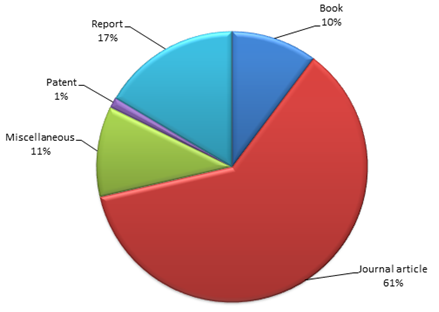 Book
10%
Report
17%
Patent
1%
Miscellaneous
11%
Journal article
61%